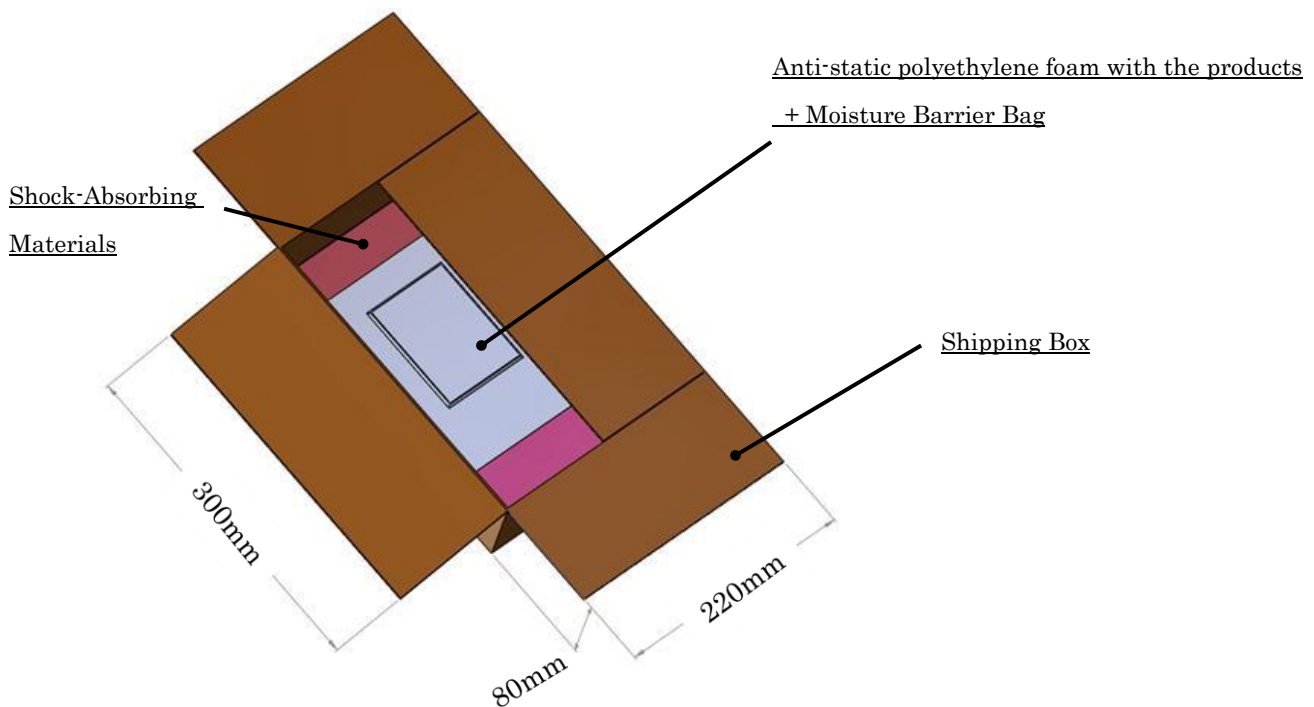 Anti-static polyethylene foam with the products
+ Moisture Barrier Bag
Shock-Absorbing
Materials
Shipping Box
300mm
220mm
80mm